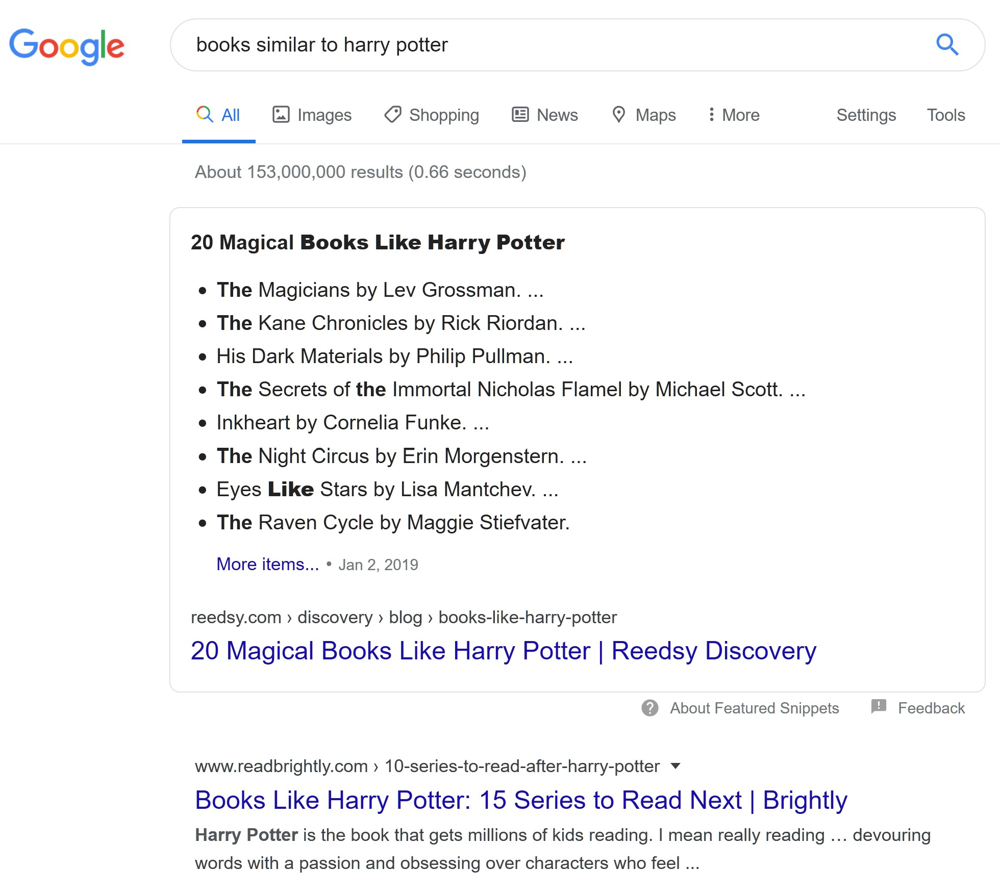 Google
books similar to harry potter
All Images Shopping News Maps More Settings Tools
About 153,000,000 results (0.66 seconds)
20 Magical Books Like Harry Potter
• The Magicians by Lev Grossman. ...
• The Kane Chronicles by Rick Riordan. ...
• His Dark Materials by Philip Pullman. ...
• The Secrets of the Immortal Nicholas Flamel by Michael Scott. ...
• Inkheart by Cornelia Funke. ...
• The Night Circus by Erin Morgenstern. ...
• Eyes Like Stars by Lisa Mantchev. ...
• The Raven Cycle by Maggie Stiefvater.
More items... • Jan 2, 2019
reedsy.com › discovery › blog › books-like-harry-potter
20 Magical Books Like Harry Potter | Reedsy Discovery
About Featured Snippets Feedback
www.readbrightly.com › 10-series-to-read-after-harry-potter
Books Like Harry Potter: 15 Series to Read Next | Brightly
Harry Potter is the book that gets millions of kids reading. I mean really reading … devouring
words with a passion and obsessing over characters who feel ...